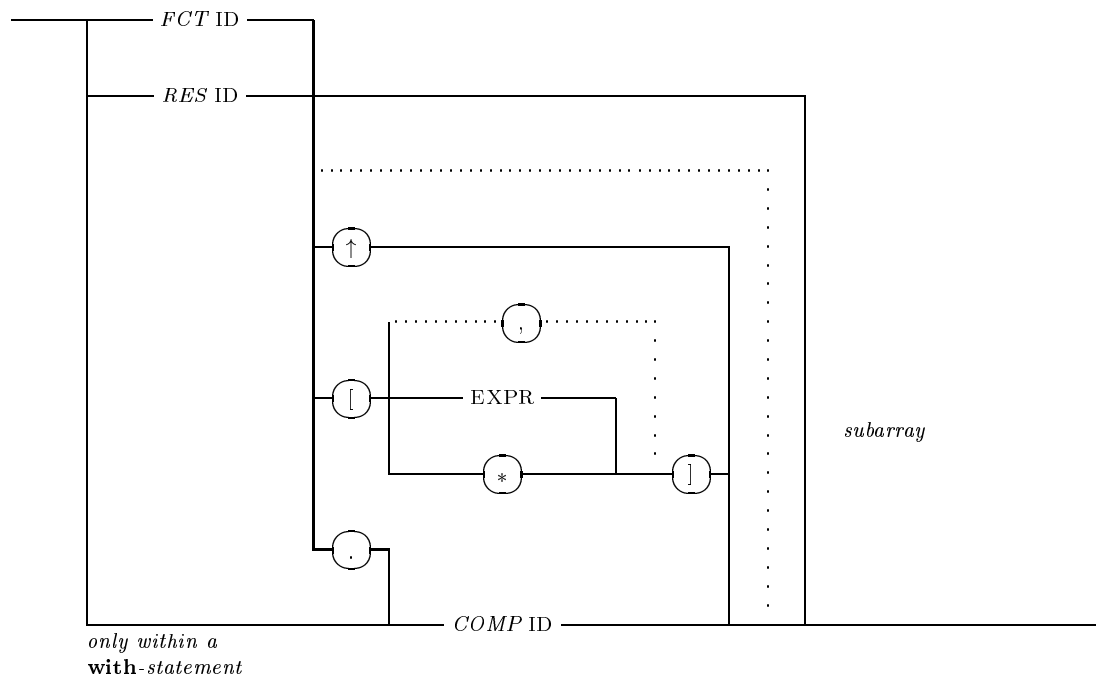 FCT ID
RES ID
↑
,
[ EXPR
subarray
* ]
.
COMP ID
only within a
with-statement